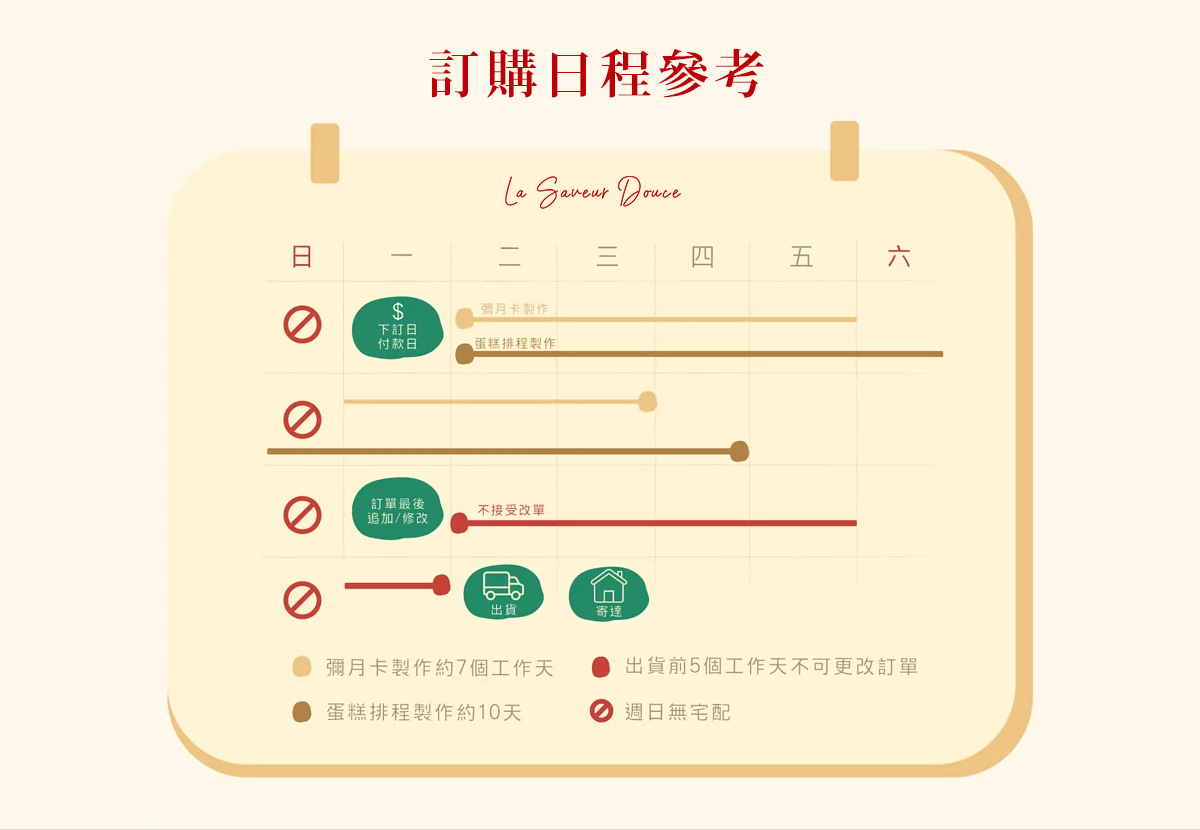 訂購日程參考
La Saveur Douce
日 一 二 三 四 五 六
$
下訂日
付款日
彌月卡製作
蛋糕排程製作
訂單最後
追加/修改
不接受改單
出貨
寄達
彌月卡製作約7個工作天
出貨前5個工作天不可更改訂單
蛋糕排程製作約10天
週日無宅配